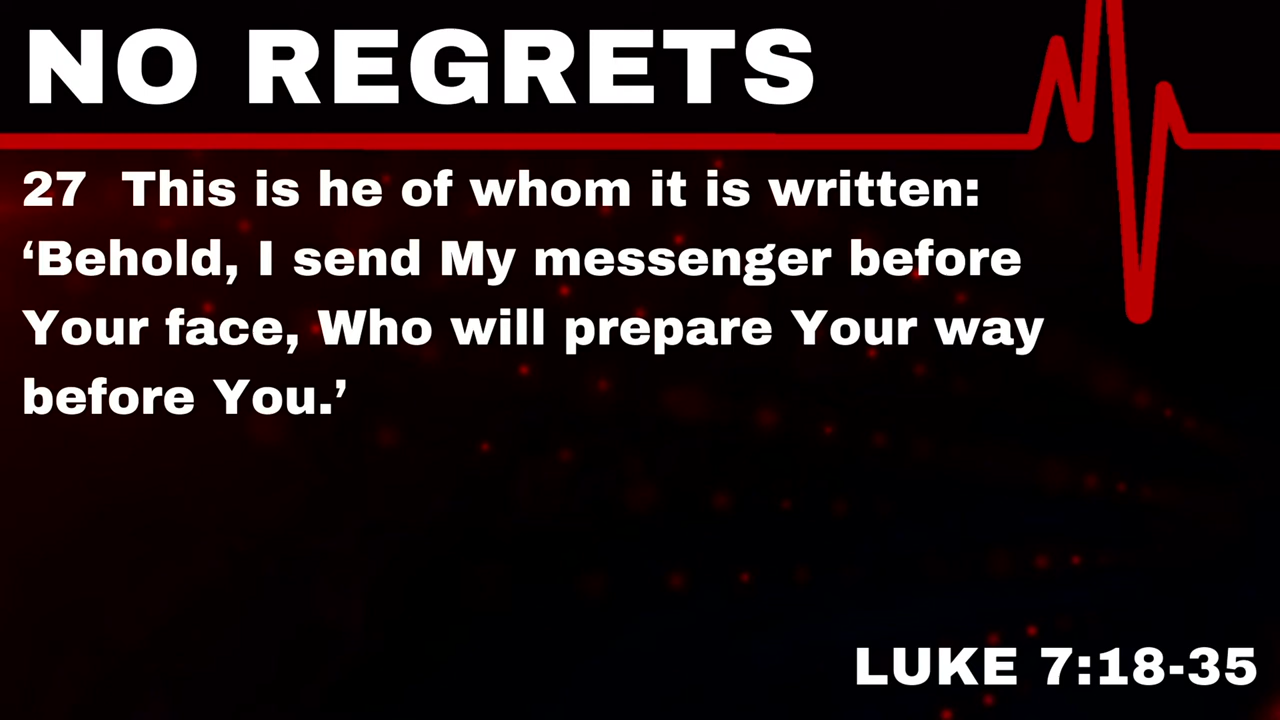 NO REGRETS
27  This is he of whom it is written:
‘Behold, I send My messenger before
Your face, Who will prepare Your way
before You.’
LUKE 7:18-35